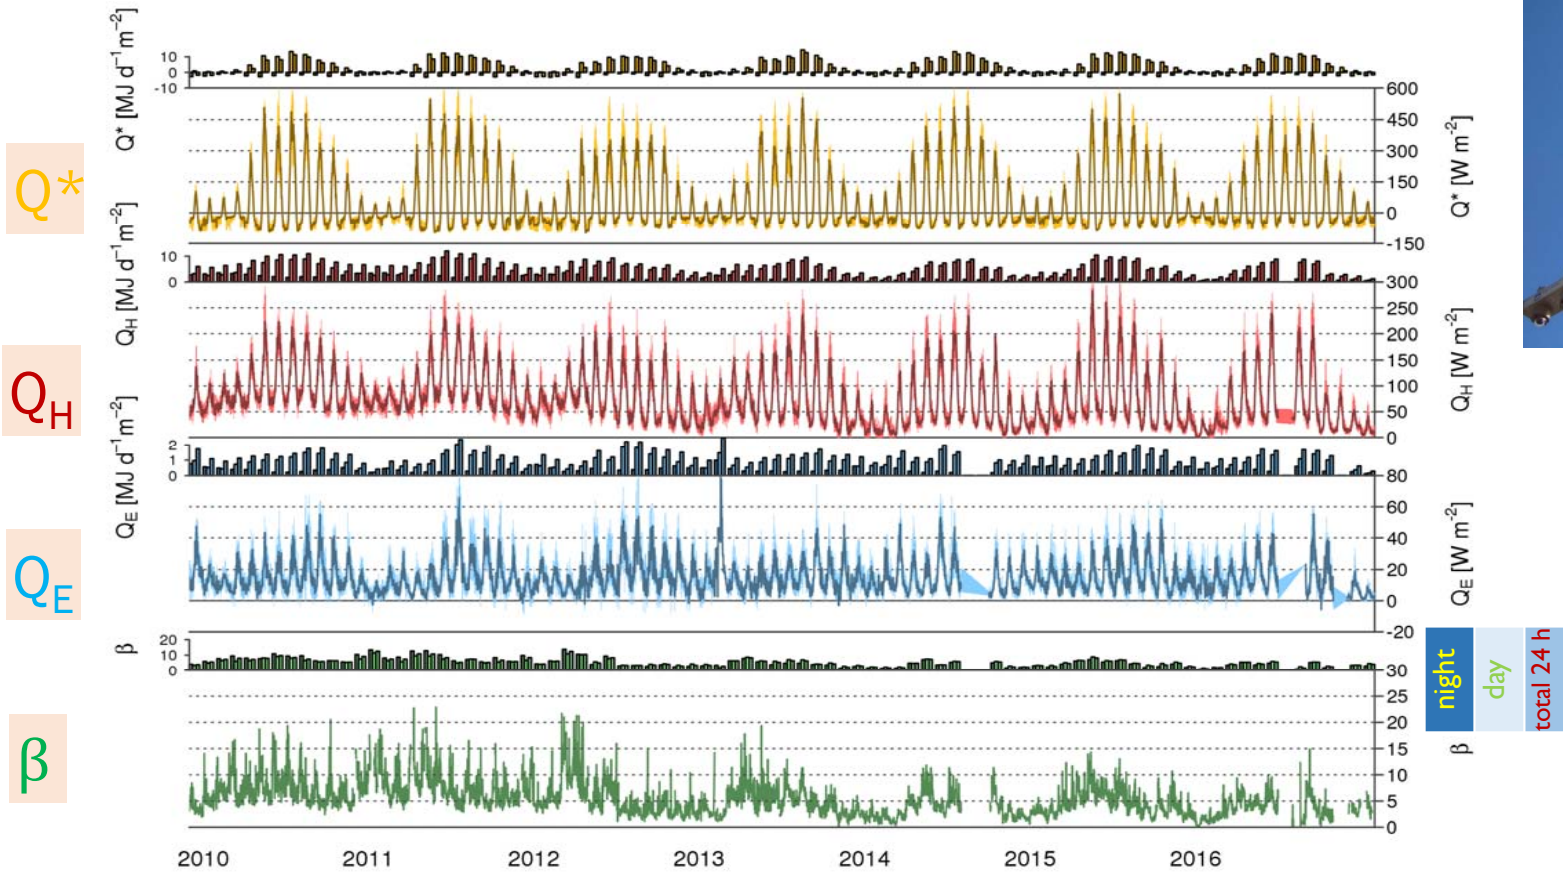 Q* [MJ d⁻¹m⁻²]
10
0
-10
Q*
600
450
300
150
0
-150
Q* [W m⁻²]
Q_H [MJ d⁻¹m⁻²]
10
0
Q_H
300
250
200
150
100
50
0
Q_H [W m⁻²]
Q_E [MJ d⁻¹m⁻²]
2
1
0
Q_E
80
60
40
20
0
-20
Q_E [W m⁻²]
β
20
10
0
β
30
25
20
15
10
5
0
β
night
day
total 24 h
2010 2011 2012 2013 2014 2015 2016